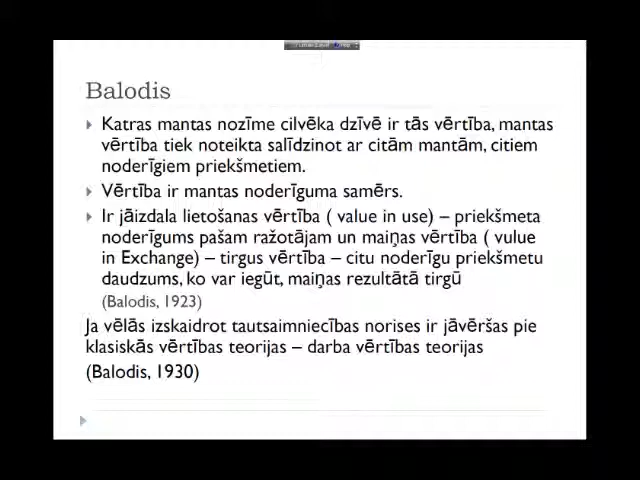 Balodis
Katras mantas nozīme cilvēka dzīvē ir tās vērtība, mantas
vērtība tiek noteikta salīdzinot ar citām mantām, citiem
noderīgiem priekšmetiem.
Vērtība ir mantas noderīguma samērs.
Ir jāizdala lietošanas vērtība ( value in use) – priekšmeta
noderīgums pašam ražotājam un maiņas vērtība ( vulue
in Exchange) – tirgus vērtība – citu noderīgu priekšmetu
daudzums, ko var iegūt, maiņas rezultātā tirgū
(Balodis, 1923)
Ja vēlās izskaidrot tautsaimniecības norises ir jāvēršas pie
klasiskās vērtības teorijas – darba vērtības teorijas
(Balodis, 1930)